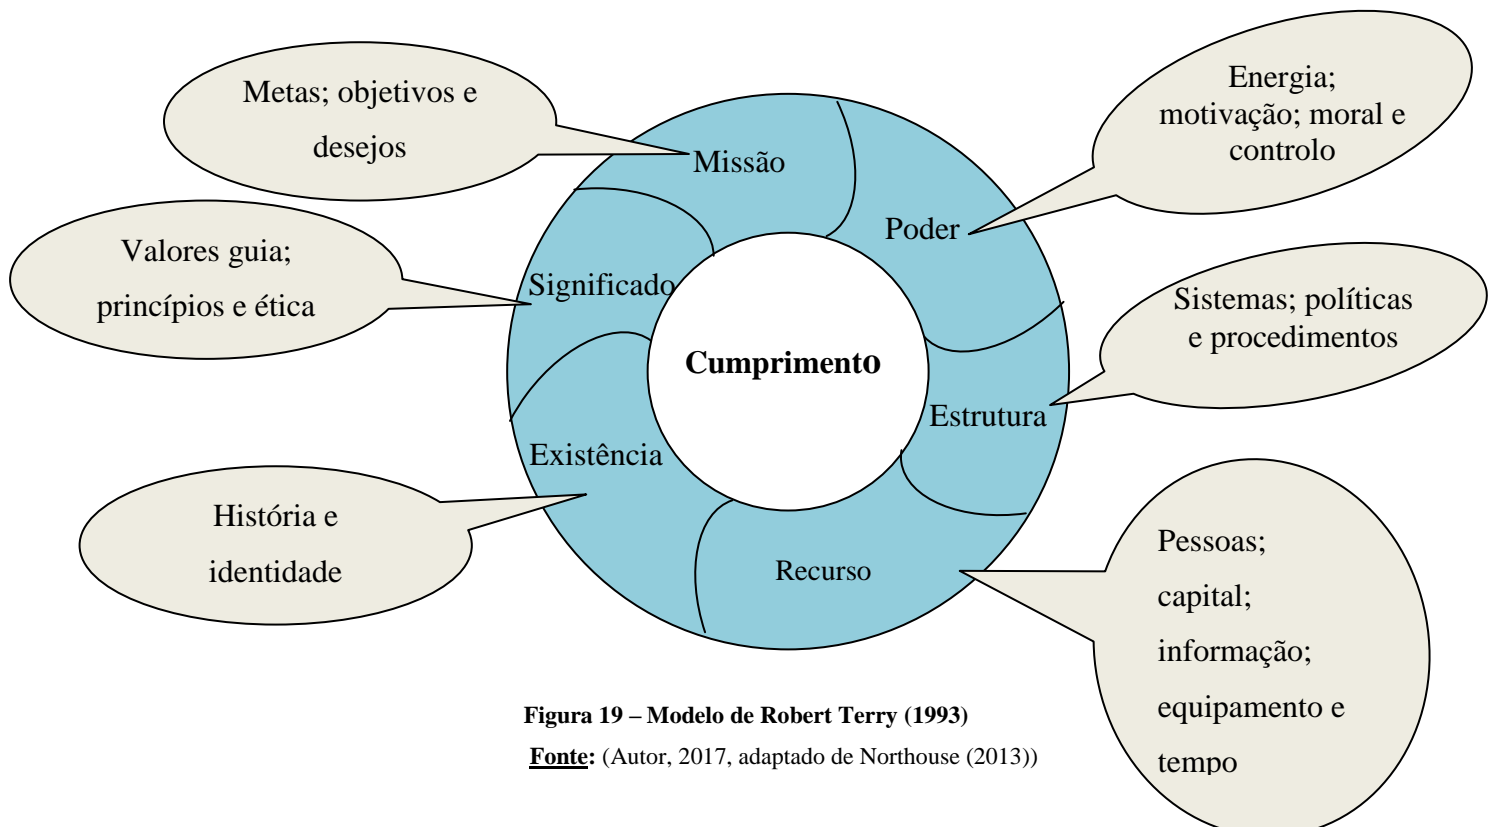 Metas; objetivos e
desejos
Missão
Energia;
motivação; moral e
controlo
Poder
Valores guia;
princípios e ética
Significado
Sistemas; políticas
e procedimentos
Cumprimento
Estrutura
Existência
História e
identidade
Recurso
Pessoas;
capital;
informação;
equipamento e
tempo
Figura 19 – Modelo de Robert Terry (1993)
Fonte: (Autor, 2017, adaptado de Northouse (2013))